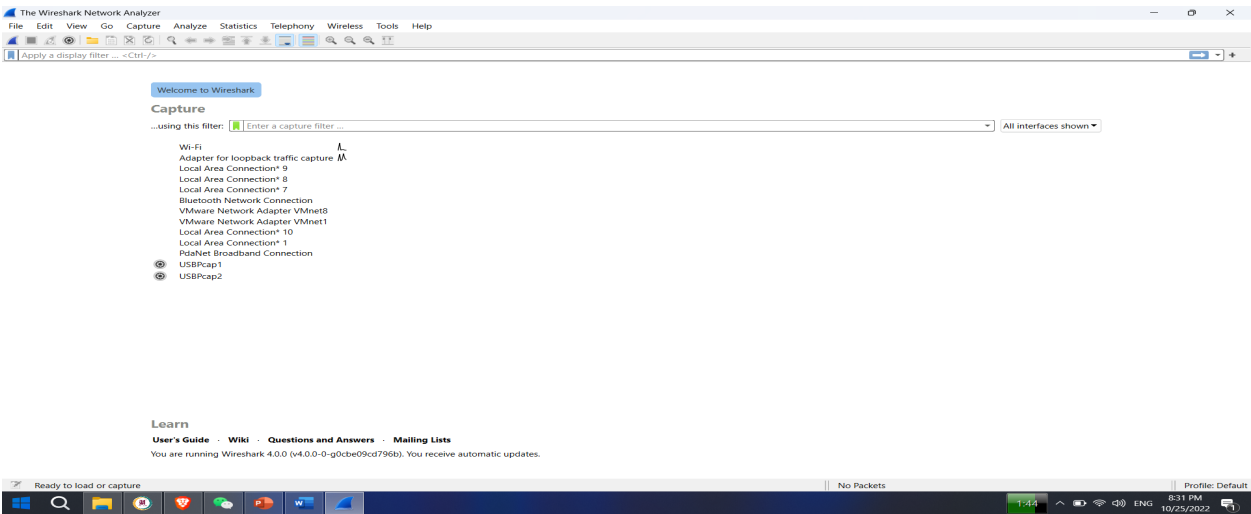 The Wireshark Network Analyzer
File Edit View Go Capture Analyze Statistics Telephony Wireless Tools Help
Apply a display filter ... <Ctrl-/>
Welcome to Wireshark
Capture
...using this filter: Enter a capture filter ... All interfaces shown
Wi-Fi
Adapter for loopback traffic capture
Local Area Connection* 9
Local Area Connection* 8
Local Area Connection* 7
Bluetooth Network Connection
VMware Network Adapter VMnet8
VMware Network Adapter VMnet1
Local Area Connection* 10
Local Area Connection* 1
PdaNet Broadband Connection
USBPcap1
USBPcap2
Learn
User's Guide · Wiki · Questions and Answers · Mailing Lists
You are running Wireshark 4.0.0 (v4.0.0-0-g0cbe09cd796b). You receive automatic updates.
Ready to load or capture No Packets Profile: Default
1:44 ENG 8:31 PM
10/25/2022